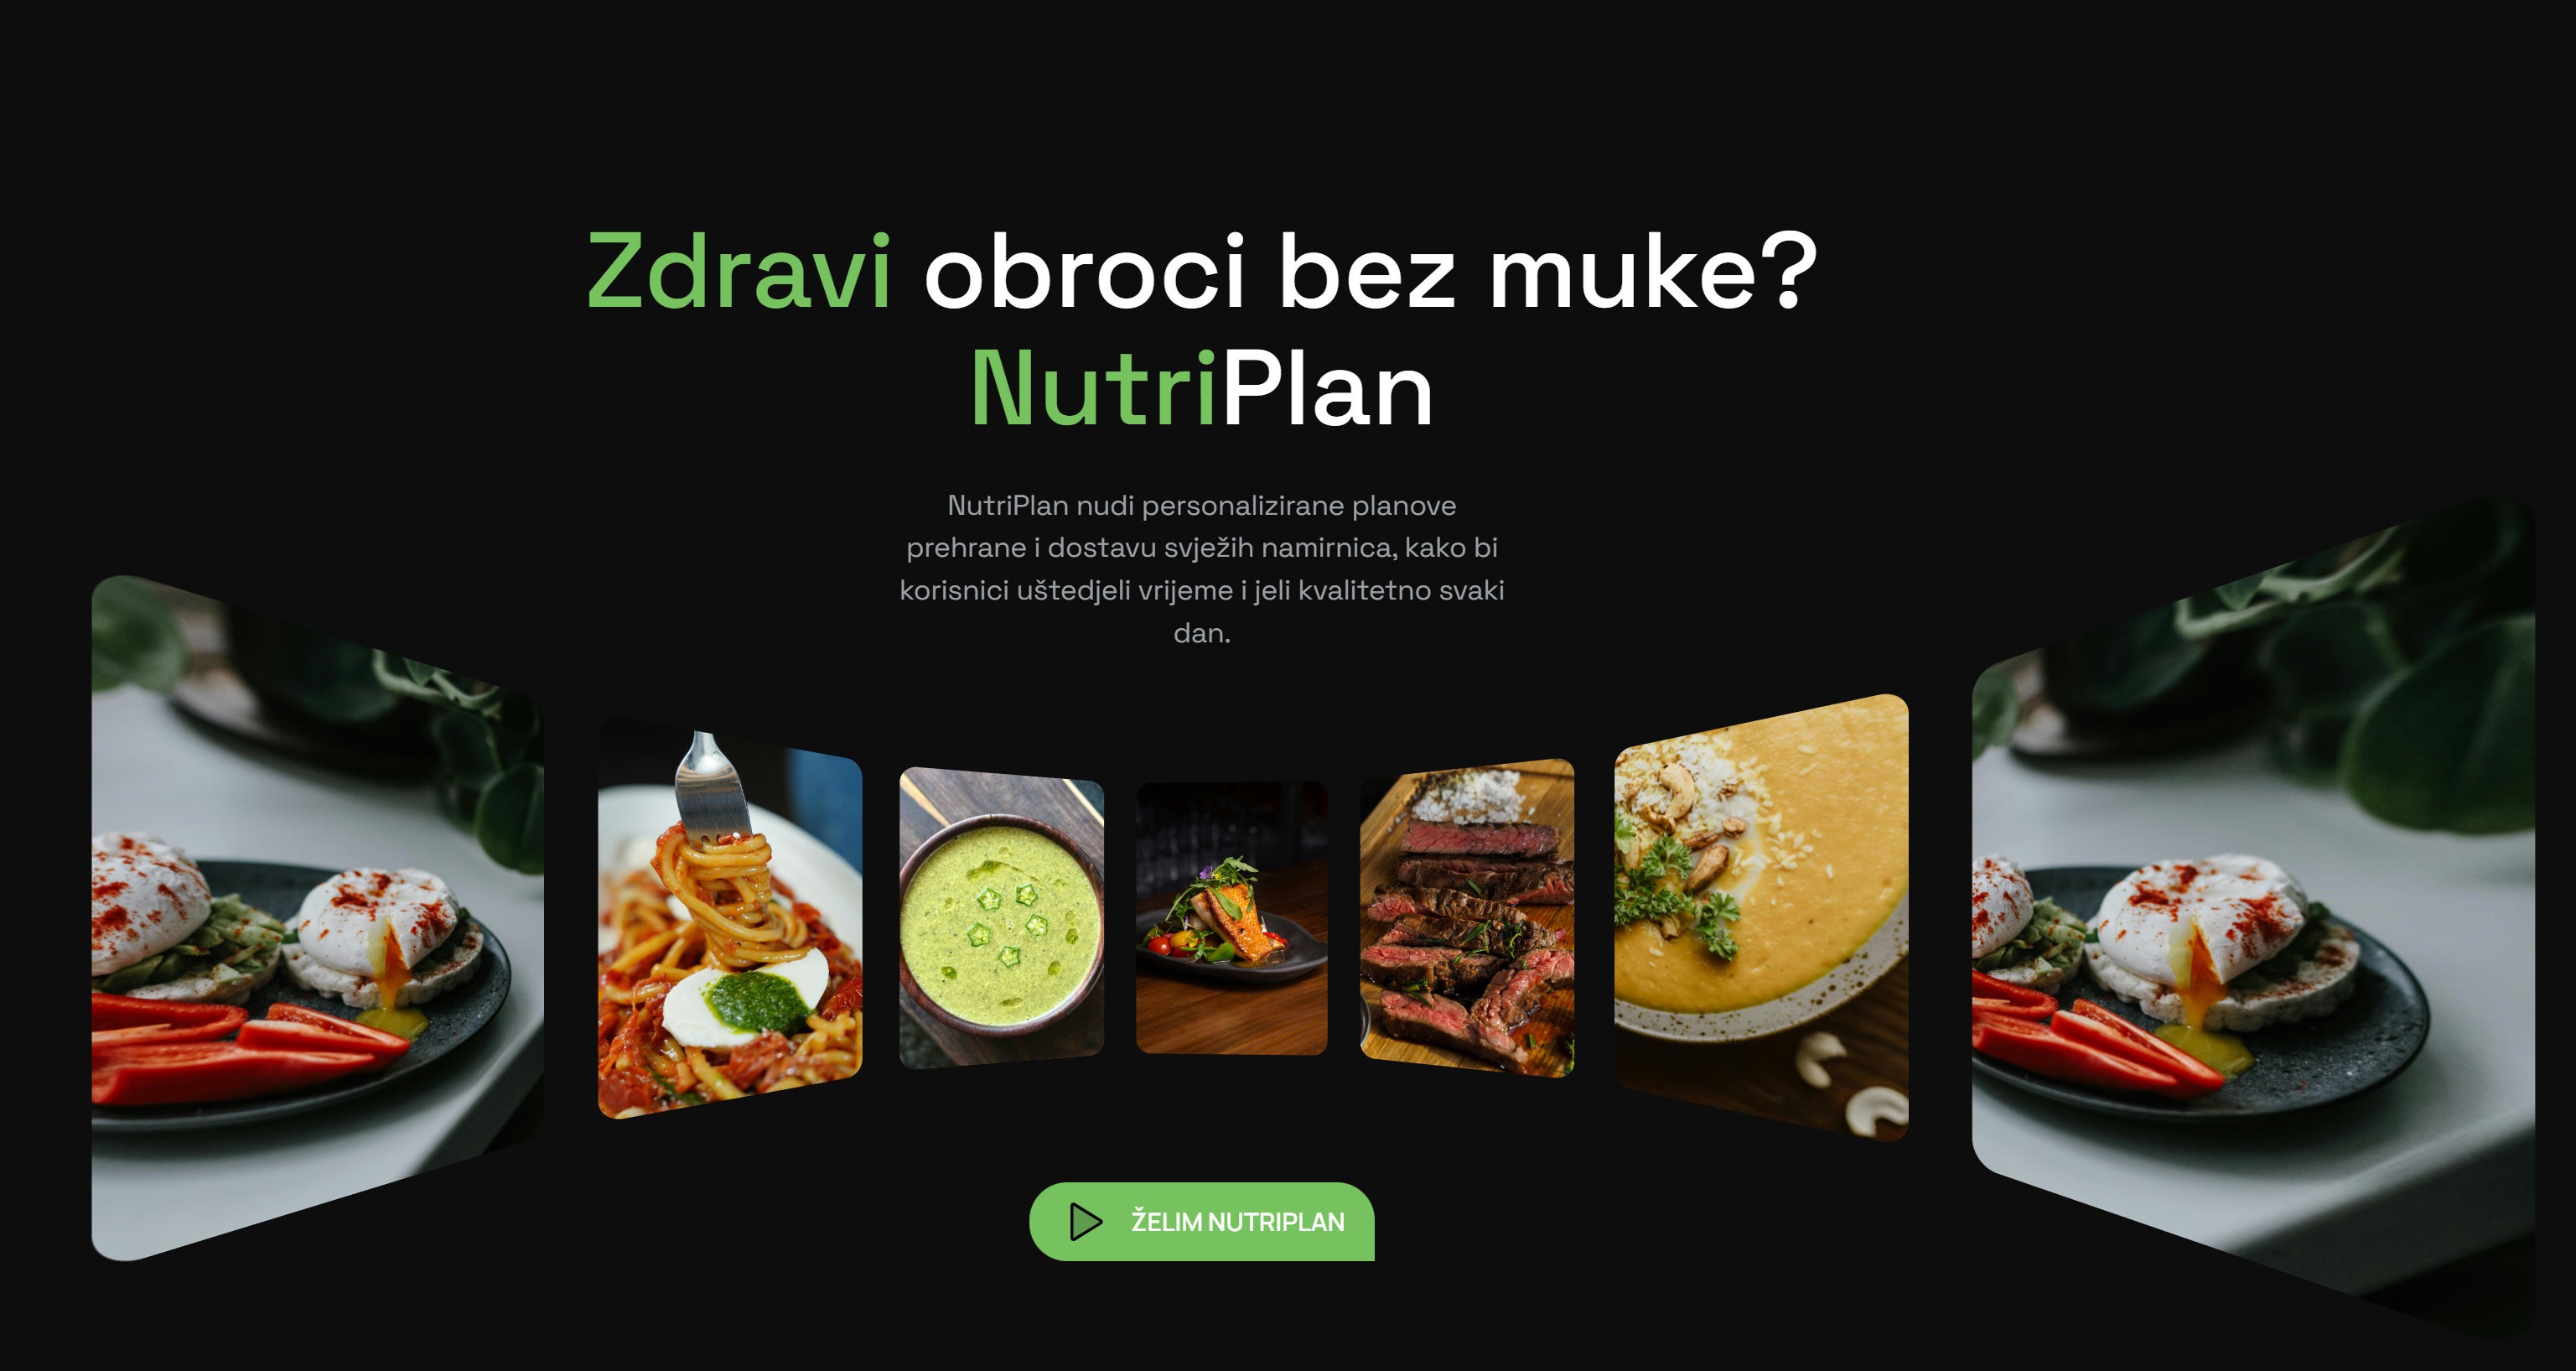 Zdravi obroci bez muke?
NutriPlan
NutriPlan nudi personalizirane planove
prehrane i dostavu svježih namirnica, kako bi
korisnici uštedjeli vrijeme i jeli kvalitetno svaki
dan.
ŽELIM NUTRIPLAN